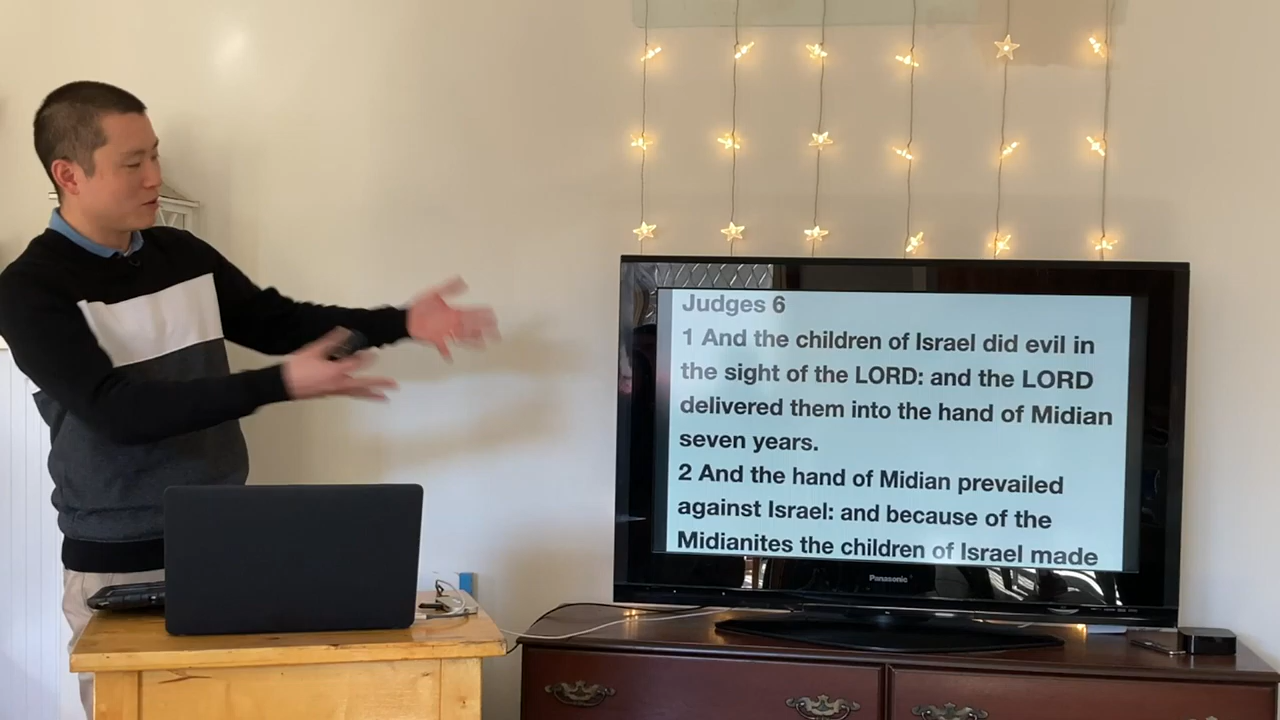 Judges 6
1 And the children of Israel did evil in
the sight of the LORD: and the LORD
delivered them into the hand of Midian
seven years.
2 And the hand of Midian prevailed
against Israel: and because of the
Midianites the children of Israel made
Panasonic